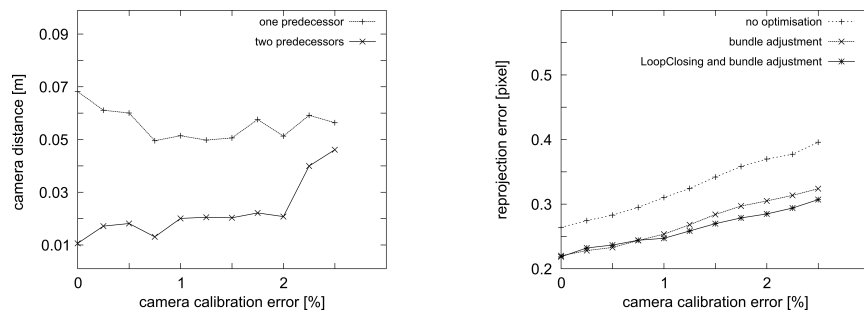 one predecessor
two predecessors
0.09
0.07
0.05
0.03
0.01
camera distance [m]
0 1 2
camera calibration error [%]
no optimisation
bundle adjustment
LoopClosing and bundle adjustment
0.5
0.4
0.3
0.2
reprojection error [pixel]
0 1 2
camera calibration error [%]